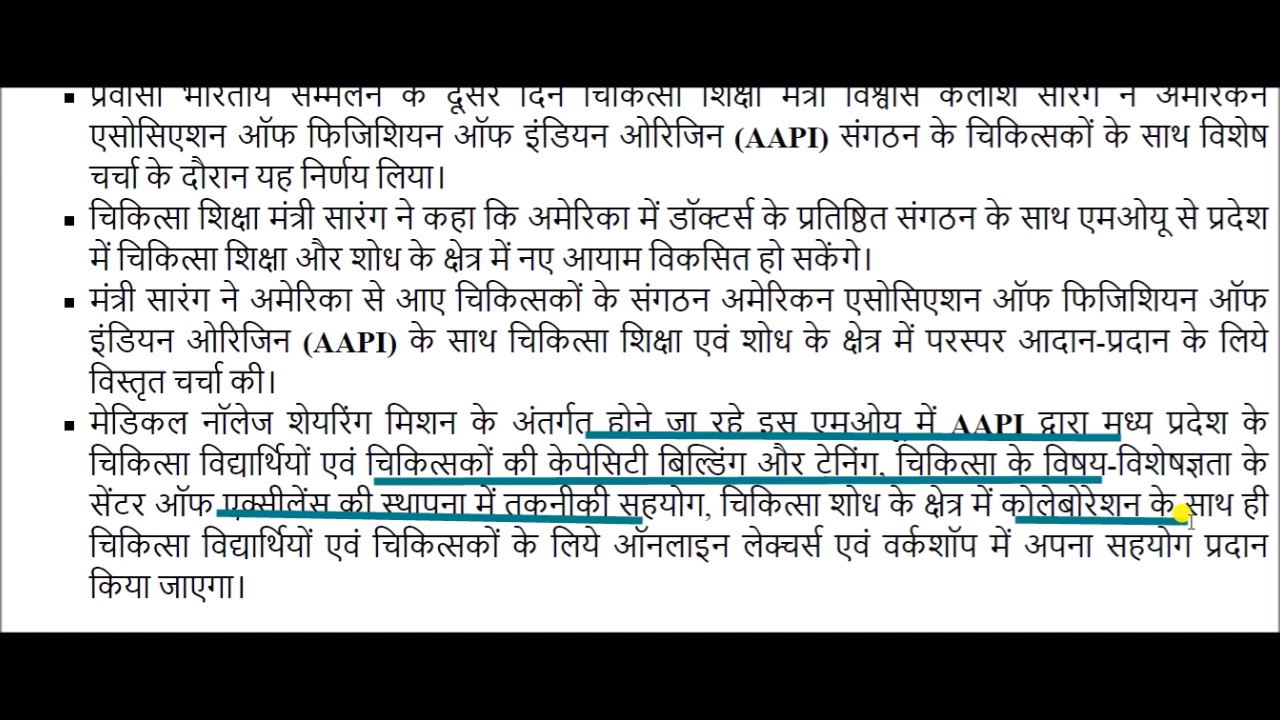 ▪ प्रवासी भारतीय सम्मेलन के दूसरे दिन चिकित्सा शिक्षा मंत्री विश्वास कैलाश सारंग ने अमेरिकन
एसोसिएशन ऑफ फिजिशियन ऑफ इंडियन ओरिजिन (AAPI) संगठन के चिकित्सकों के साथ विशेष
चर्चा के दौरान यह निर्णय लिया।
▪ चिकित्सा शिक्षा मंत्री सारंग ने कहा कि अमेरिका में डॉक्टर्स के प्रतिष्ठित संगठन के साथ एमओयू से प्रदेश
में चिकित्सा शिक्षा और शोध के क्षेत्र में नए आयाम विकसित हो सकेंगे।
▪ मंत्री सारंग ने अमेरिका से आए चिकित्सकों के संगठन अमेरिकन एसोसिएशन ऑफ फिजिशियन ऑफ
इंडियन ओरिजिन (AAPI) के साथ चिकित्सा शिक्षा एवं शोध के क्षेत्र में परस्पर आदान-प्रदान के लिये
विस्तृत चर्चा की।
▪ मेडिकल नॉलेज शेयरिंग मिशन के अंतर्गत होने जा रहे इस एमओयू में AAPI द्वारा मध्य प्रदेश के
चिकित्सा विद्यार्थियों एवं चिकित्सकों की केपेसिटी बिल्डिंग और ट्रेनिंग, चिकित्सा के विषय-विशेषज्ञता के
सेंटर ऑफ एक्सीलेंस की स्थापना में तकनीकी सहयोग, चिकित्सा शोध के क्षेत्र में कोलेबोरेशन के साथ ही
चिकित्सा विद्यार्थियों एवं चिकित्सकों के लिये ऑनलाइन लेक्चर्स एवं वर्कशॉप में अपना सहयोग प्रदान
किया जाएगा।